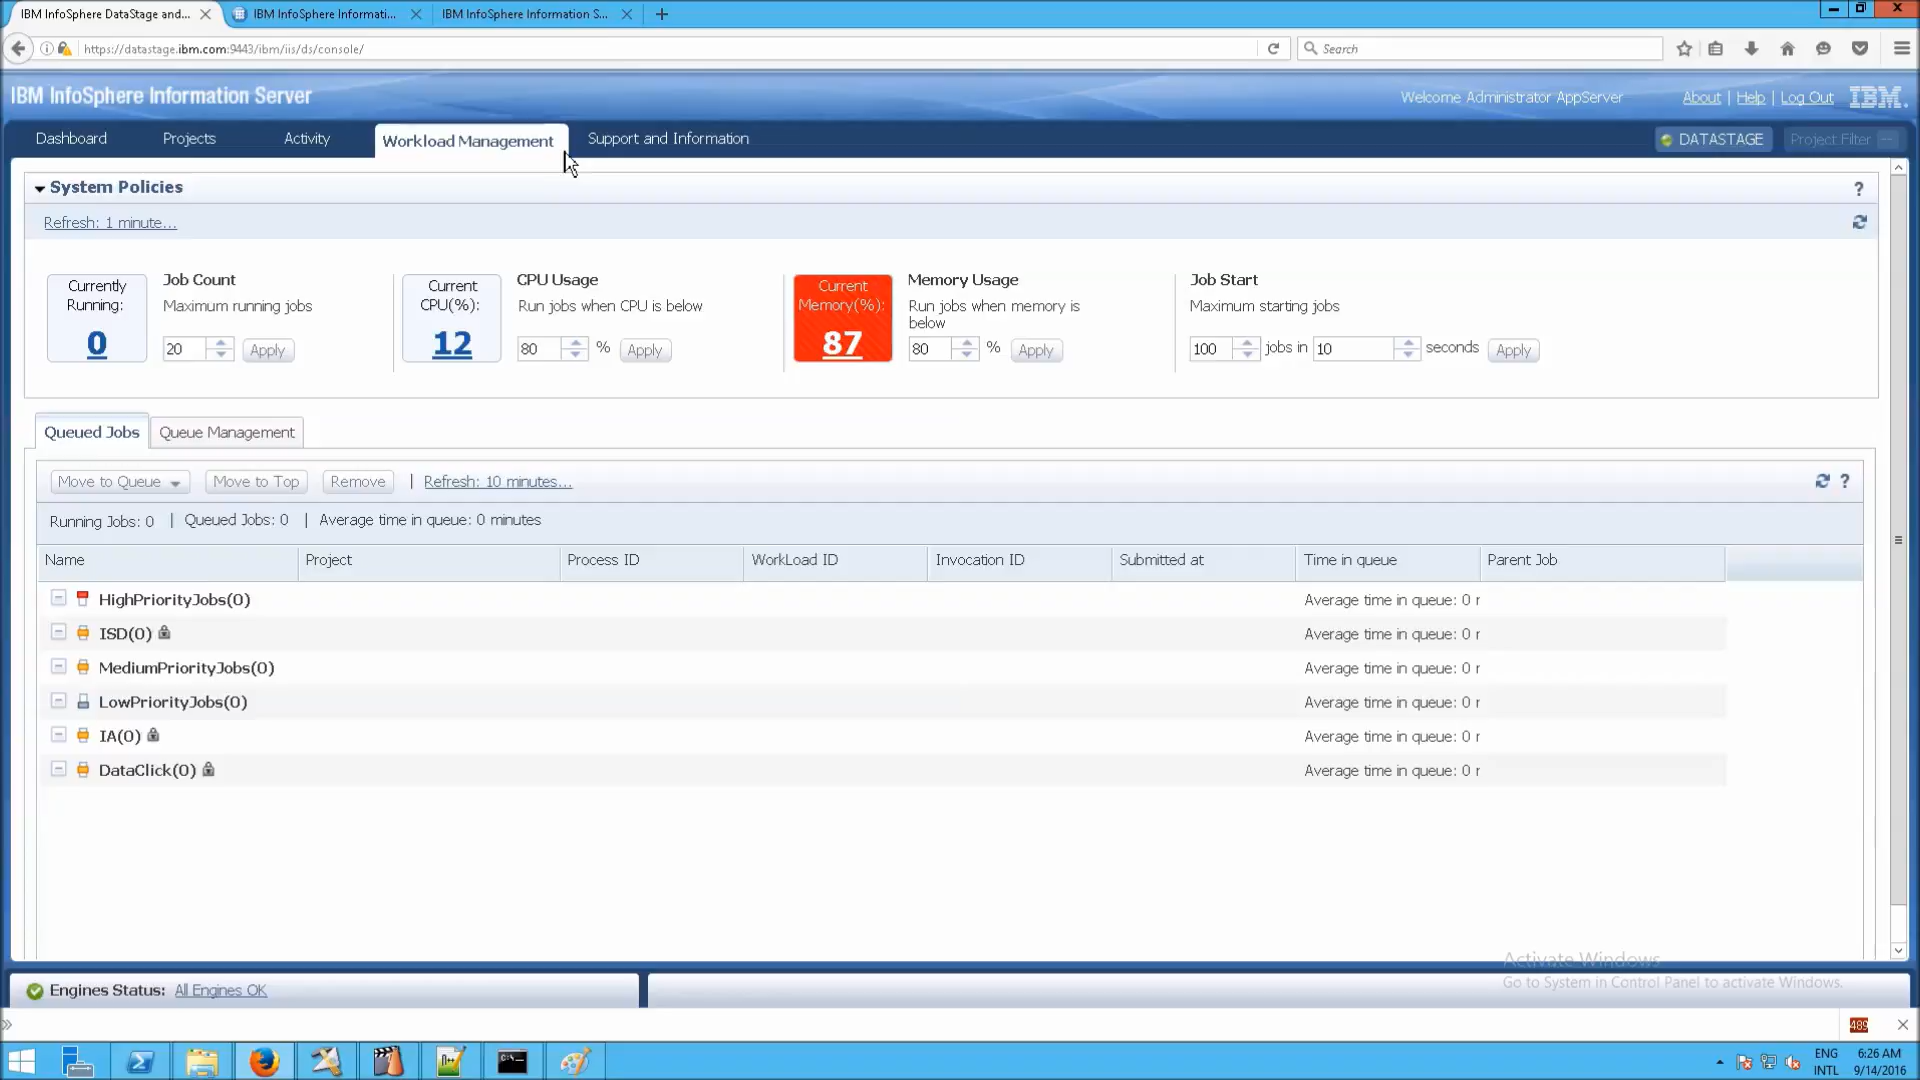 IBM InfoSphere DataStage and...
IBM InfoSphere Informati...
IBM InfoSphere Information S...
https://datastage.ibm.com:9443/ibm/iis/ds/console/
Search
IBM InfoSphere Information Server
Welcome Administrator AppServer
About | Help | Log Out
IBM.
Dashboard
Projects
Activity
Workload Management
Support and Information
DATASTAGE
Project Filter
System Policies
?
Refresh: 1 minute...
Currently
Running:
0
Job Count
Maximum running jobs
20
Apply
Current
CPU(%):
12
CPU Usage
Run jobs when CPU is below
80 %
Apply
Current
Memory(%):
87
Memory Usage
Run jobs when memory is
below
80 %
Apply
Job Start
Maximum starting jobs
100 jobs in 10 seconds
Apply
Queued Jobs
Queue Management
Move to Queue
Move to Top
Remove
| Refresh: 10 minutes...
?
Running Jobs: 0 | Queued Jobs: 0 | Average time in queue: 0 minutes
Name Project Process ID WorkLoad ID Invocation ID Submitted at Time in queue Parent Job
HighPriorityJobs(0) Average time in queue: 0 r
ISD(0) Average time in queue: 0 r
MediumPriorityJobs(0) Average time in queue: 0 r
LowPriorityJobs(0) Average time in queue: 0 r
IA(0) Average time in queue: 0 r
DataClick(0) Average time in queue: 0 r
Activate Windows
Go to System in Control Panel to activate Windows.
Engines Status: All Engines OK
489
ENG
INTL
6:26 AM
9/14/2016